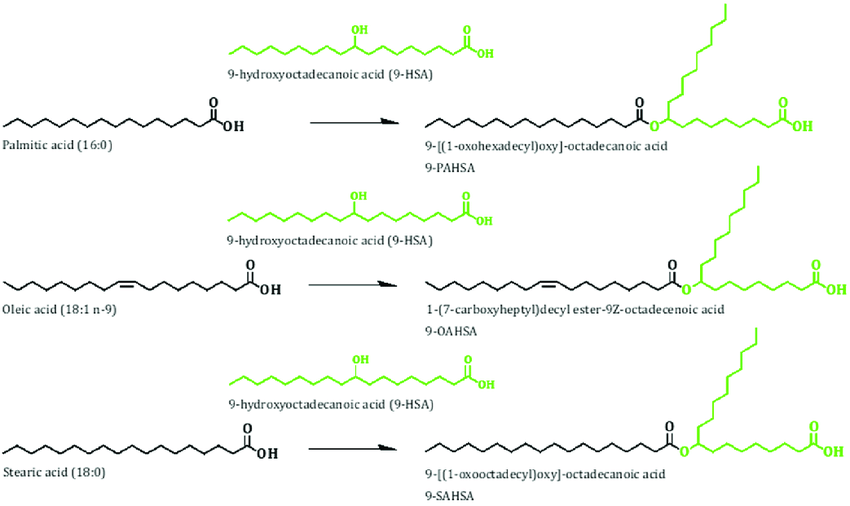 OH
O
OH
9-hydroxyoctadecanoic acid (9-HSA)
O
OH
Palmitic acid (16:0)
O
O
O
OH
9-[(1-oxohexadecyl)oxy]-octadecanoic acid
9-PAHSA
OH
O
OH
9-hydroxyoctadecanoic acid (9-HSA)
O
OH
Oleic acid (18:1 n-9)
O
O
O
OH
1-(7-carboxyheptyl)decyl ester-9Z-octadecenoic acid
9-OAHSA
OH
O
OH
9-hydroxyoctadecanoic acid (9-HSA)
O
OH
Stearic acid (18:0)
O
O
O
OH
9-[(1-oxooctadecyl)oxy]-octadecanoic acid
9-SAHSA